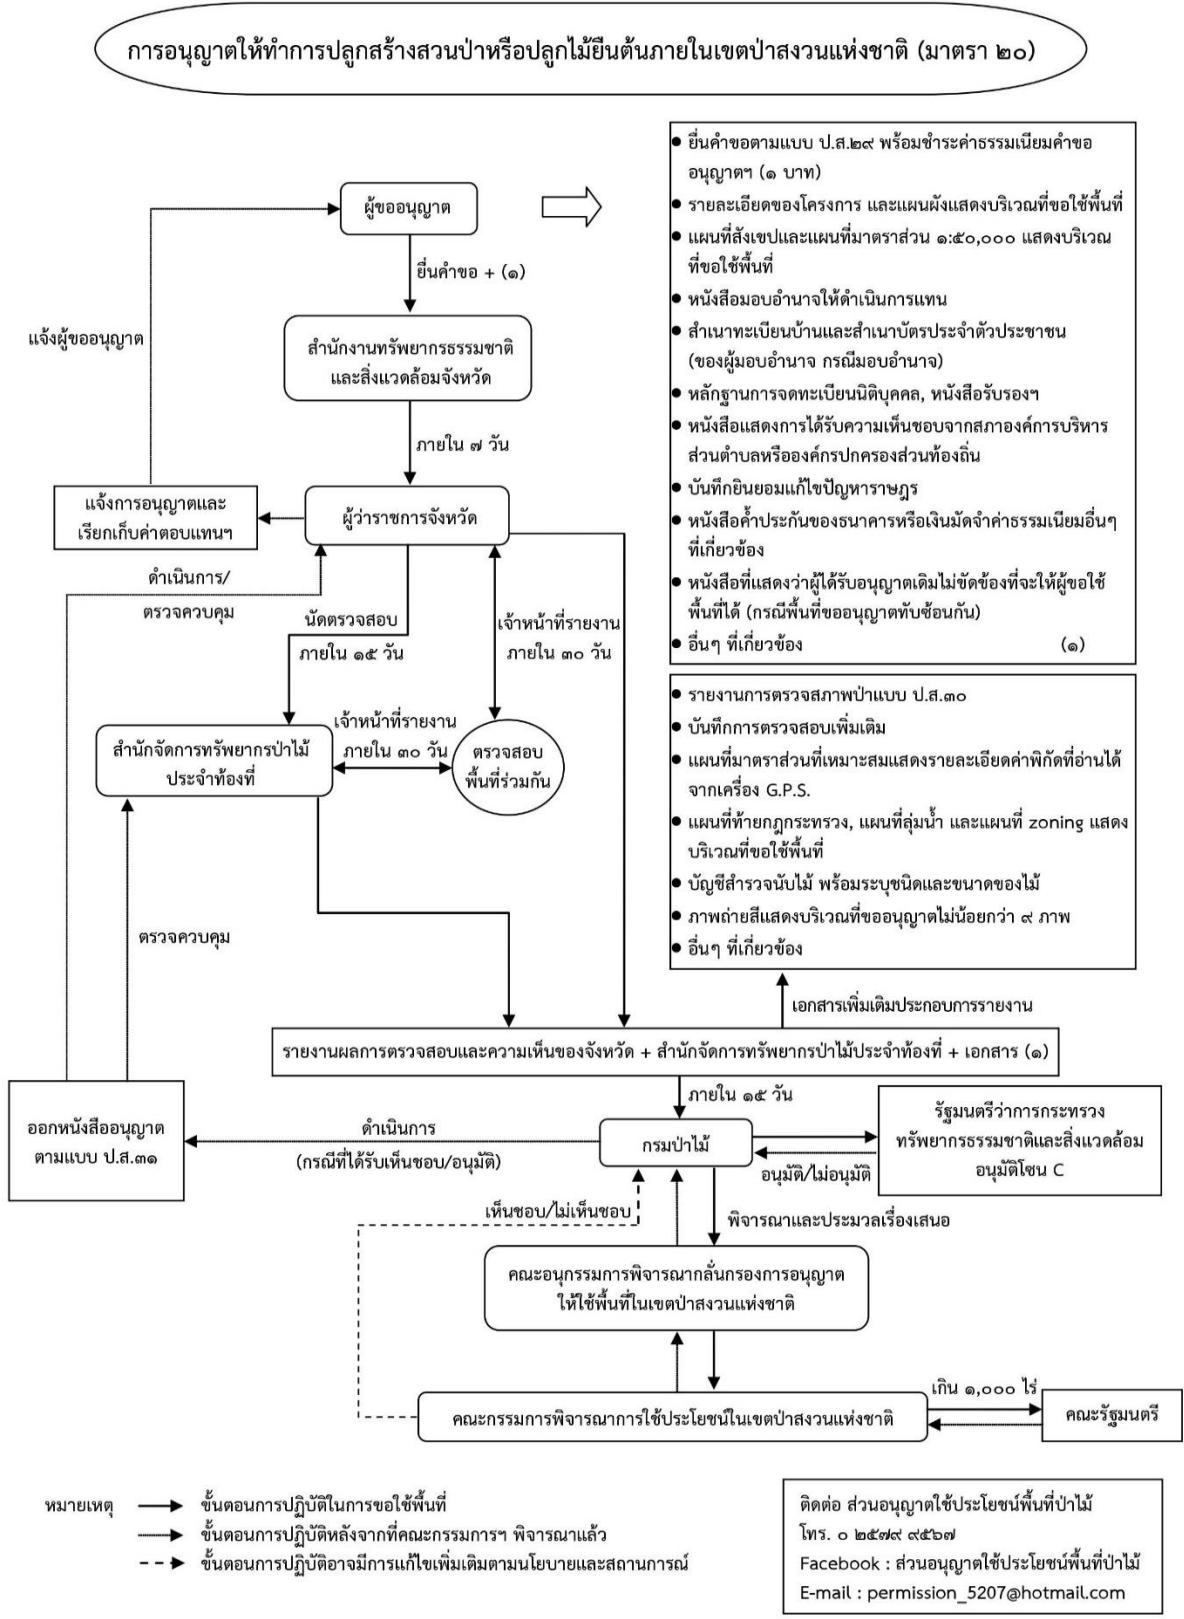 การอนุญาตให้ทำการปลูกสร้างสวนป่าหรือปลูกไม้ยืนต้นภายในเขตป่าสงวนแห่งชาติ (มาตรา ๒๐)
ผู้ขออนุญาต
ยื่นคำขอ + (๑)
แจ้งผู้ขออนุญาต
สำนักงานทรัพยากรธรรมชาติ
และสิ่งแวดล้อมจังหวัด
ภายใน ๗ วัน
แจ้งการอนุญาตและ
เรียกเก็บค่าตอบแทนฯ
ผู้ว่าราชการจังหวัด
ดำเนินการ/
ตรวจควบคุม
นัดตรวจสอบ
ภายใน ๑๕ วัน
เจ้าหน้าที่รายงาน
ภายใน ๓๐ วัน
สำนักจัดการทรัพยากรป่าไม้
ประจำท้องที่
เจ้าหน้าที่รายงาน
ภายใน ๓๐ วัน
ตรวจสอบ
พื้นที่ร่วมกัน
ตรวจควบคุม
● ยื่นคำขอตามแบบ ป.ส.๒๙ พร้อมชำระค่าธรรมเนียมคำขอ
อนุญาตฯ (๑ บาท)
● รายละเอียดของโครงการ และแผนผังแสดงบริเวณที่ขอใช้พื้นที่
● แผนที่สังเขปและแผนที่มาตราส่วน ๑:๕๐,๐๐๐ แสดงบริเวณ
ที่ขอใช้พื้นที่
● หนังสือมอบอำนาจให้ดำเนินการแทน
● สำเนาทะเบียนบ้านและสำเนาบัตรประจำตัวประชาชน
(ของผู้มอบอำนาจ กรณีมอบอำนาจ)
● หลักฐานการจดทะเบียนนิติบุคคล, หนังสือรับรองฯ
● หนังสือแสดงการได้รับความเห็นชอบจากสภาองค์การบริหาร
ส่วนตำบลหรือองค์กรปกครองส่วนท้องถิ่น
● บันทึกยินยอมแก้ไขปัญหาราษฎร
● หนังสือค้ำประกันของธนาคารหรือเงินมัดจำค่าธรรมเนียมอื่นๆ
ที่เกี่ยวข้อง
● หนังสือที่แสดงว่าผู้ได้รับอนุญาตเดิมไม่ขัดข้องที่จะให้ผู้ขอใช้
พื้นที่ได้ (กรณีพื้นที่ขออนุญาตทับซ้อนกัน)
● อื่นๆ ที่เกี่ยวข้อง (๑)
● รายงานการตรวจสภาพป่าแบบ ป.ส.๓๐
● บันทึกการตรวจสอบเพิ่มเติม
● แผนที่มาตราส่วนที่เหมาะสมแสดงรายละเอียดค่าพิกัดที่อ่านได้
จากเครื่อง G.P.S.
● แผนที่ท้ายกฎกระทรวง, แผนที่ลุ่มน้ำ และแผนที่ zoning แสดง
บริเวณที่ขอใช้พื้นที่
● บัญชีสำรวจนับไม้ พร้อมระบุชนิดและขนาดของไม้
● ภาพถ่ายสีแสดงบริเวณที่ขออนุญาตไม่น้อยกว่า ๙ ภาพ
● อื่นๆ ที่เกี่ยวข้อง
เอกสารเพิ่มเติมประกอบการรายงาน
รายงานผลการตรวจสอบและความเห็นของจังหวัด + สำนักจัดการทรัพยากรป่าไม้ประจำท้องที่ + เอกสาร (๑)
ภายใน ๑๕ วัน
ออกหนังสืออนุญาต
ตามแบบ ป.ส.๓๑
ดำเนินการ
(กรณีที่ได้รับเห็นชอบ/อนุมัติ)
กรมป่าไม้
อนุมัติ/ไม่อนุมัติ
รัฐมนตรีว่าการกระทรวง
ทรัพยากรธรรมชาติและสิ่งแวดล้อม
อนุมัติโซน C
เห็นชอบ/ไม่เห็นชอบ
พิจารณาและประมวลเรื่องเสนอ
คณะอนุกรรมการพิจารณากลั่นกรองการอนุญาต
ให้ใช้พื้นที่ในเขตป่าสงวนแห่งชาติ
คณะกรรมการพิจารณาการใช้ประโยชน์ในเขตป่าสงวนแห่งชาติ
เกิน ๑,๐๐๐ ไร่
คณะรัฐมนตรี
หมายเหตุ ขั้นตอนการปฏิบัติในการขอใช้พื้นที่
ขั้นตอนการปฏิบัติหลังจากที่คณะกรรมการฯ พิจารณาแล้ว
ขั้นตอนการปฏิบัติอาจมีการแก้ไขเพิ่มเติมตามนโยบายและสถานการณ์
ติดต่อ ส่วนอนุญาตใช้ประโยชน์พื้นที่ป่าไม้
โทร. ๐ ๒๕๗๙ ๙๕๖๗
Facebook : ส่วนอนุญาตใช้ประโยชน์พื้นที่ป่าไม้
E-mail : permission_5207@hotmail.com